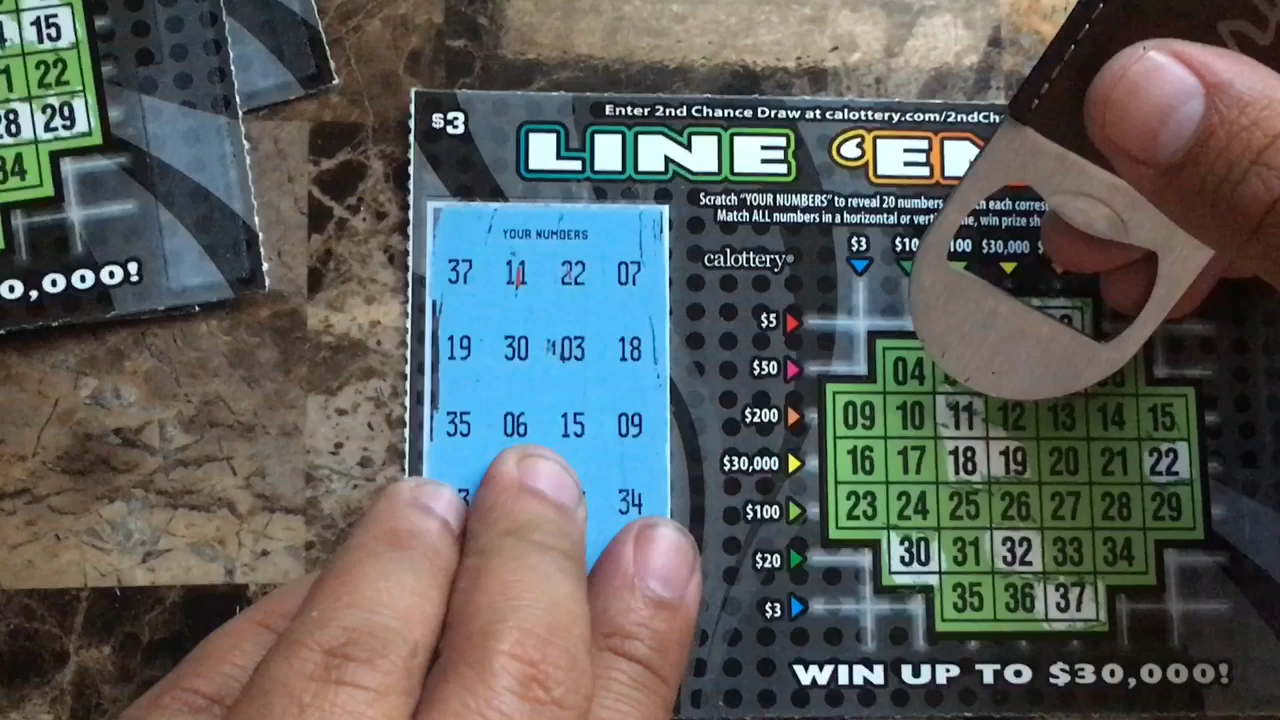 15
22
28 29
34
0,000!
$3
Enter 2nd Chance Draw at calottery.com/2ndCh
LINE 'EM
Scratch "YOUR NUMBERS" to reveal 20 numbers
Match ALL numbers in a horizontal or
win prize
YOUR NUMBERS
37 11 22 07
19 30 03 18
35 06 15 09
34
calottery
$3 $30,000
$5
$50 04
$200 09 10 11 12 13 14 15
$30,000 16 17 18 19 20 21 22
$100 23 24 25 26 27 28 29
$20 30 31 32 33 34
$3 35 36 37
WIN UP TO $30,000!